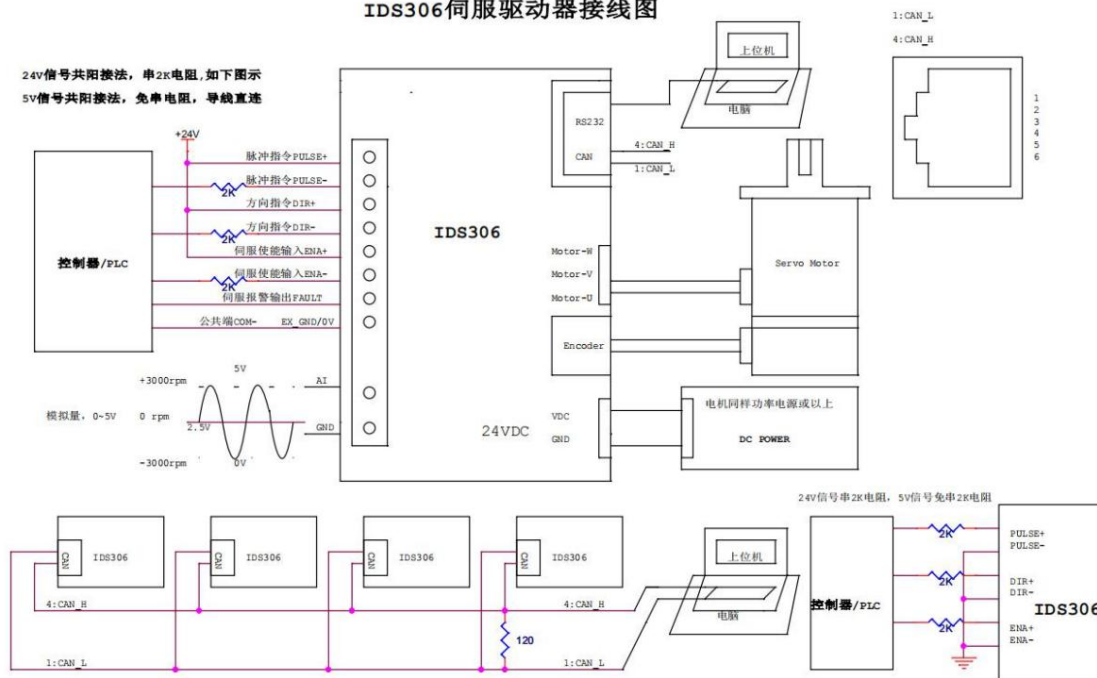 IDS306伺服驱动器接线图
24V信号共阳接法，串2K电阻,如下图示
5V信号共阳接法，免串电阻，导线直连
+24V
脉冲指令PULSE+
脉冲指令PULSE-
2K
方向指令DIR+
方向指令DIR-
2K
伺服使能输入ENA+
伺服使能输入ENA-
2K
伺服报警输出FAULT
公共端COM- EX_GND/0V
控制器/PLC
5V
+3000rpm
AI
模拟量，0~5V
0 rpm
2.5V
GND
-3000rpm
0V
IDS306
RS232
CAN
4:CAN_H
1:CAN_L
上位机
电脑
Motor-W
Motor-V
Motor-U
Encoder
Servo Motor
VDC
GND
24VDC
电机同样功率电源或以上
DC POWER
1:CAN_L
4:CAN_H
1
2
3
4
5
6
CAN
IDS306
CAN
IDS306
CAN
IDS306
CAN
IDS306
4:CAN_H
4:CAN_H
120
1:CAN_L
1:CAN_L
上位机
电脑
24V信号串2K电阻，5V信号免串2K电阻
控制器/PLC
2K
2K
2K
PULSE+
PULSE-
DIR+
DIR-
ENA+
ENA-
IDS306